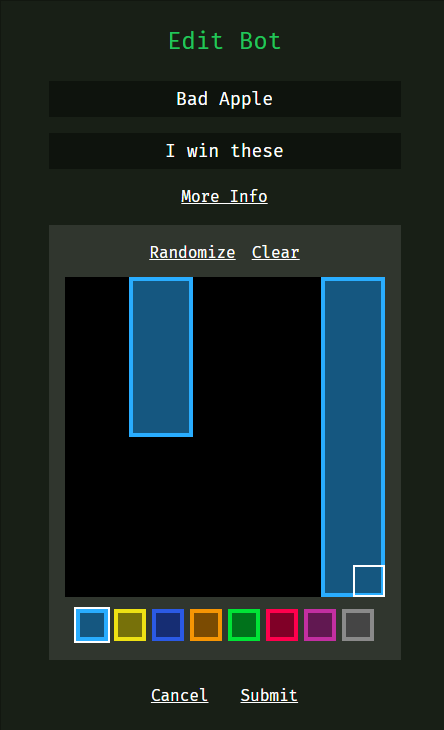 Edit Bot
Bad Apple
I win these
More Info
Randomize Clear
Cancel Submit